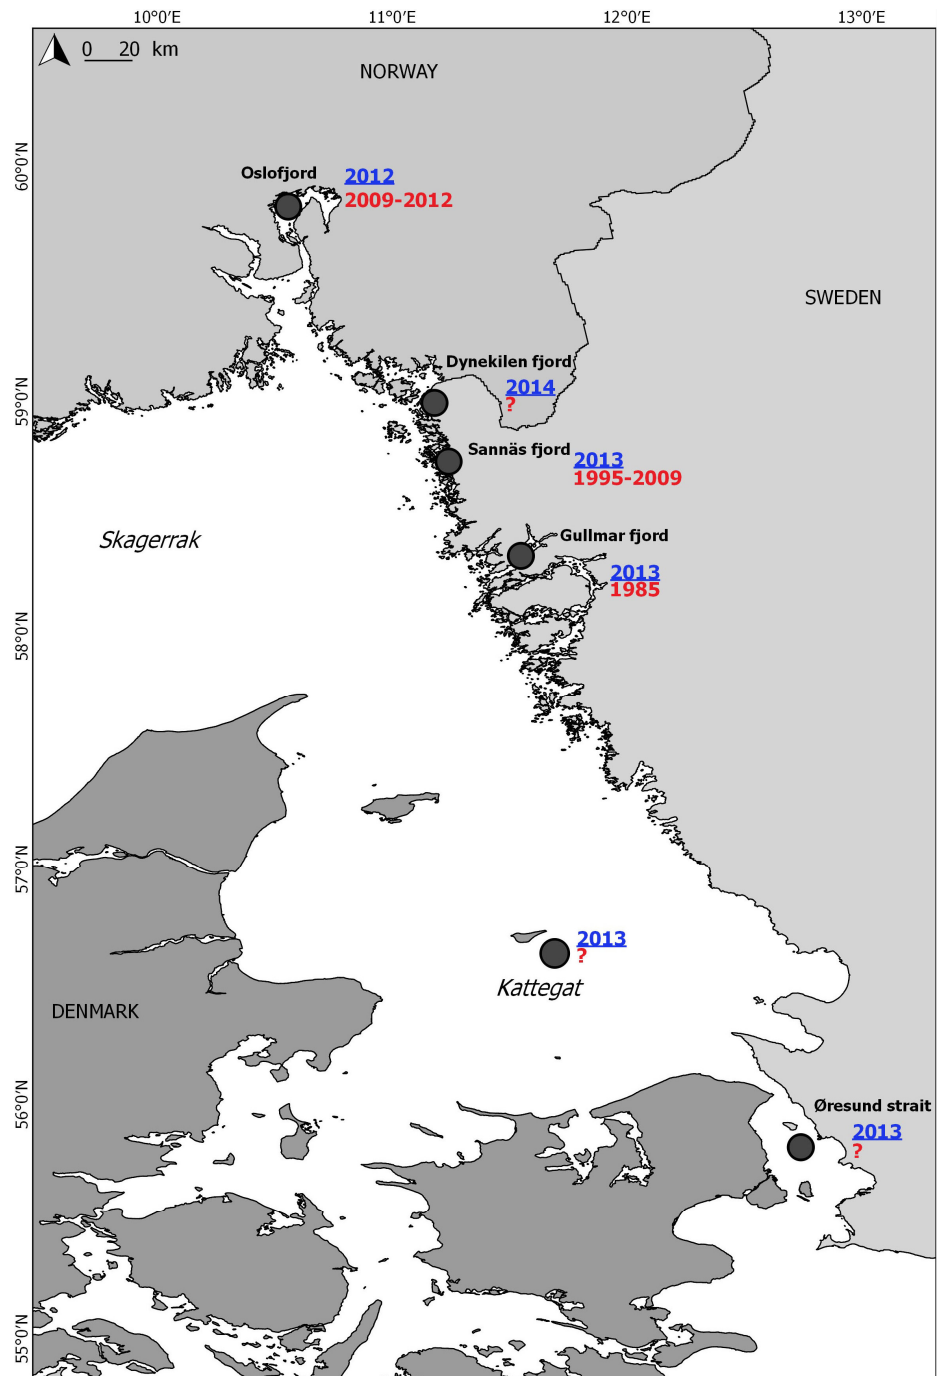 10°0'E 11°0'E 12°0'E 13°0'E
0 20 km
NORWAY
60°0'N
Oslofjord
2012
2009-2012
SWEDEN
Dynekilen fjord
2014
?
59°0'N
Sannäs fjord
2013
1995-2009
Skagerrak
Gullmar fjord
2013
1985
58°0'N
57°0'N
2013
?
Kattegat
DENMARK
56°0'N
Øresund strait
2013
?
55°0'N